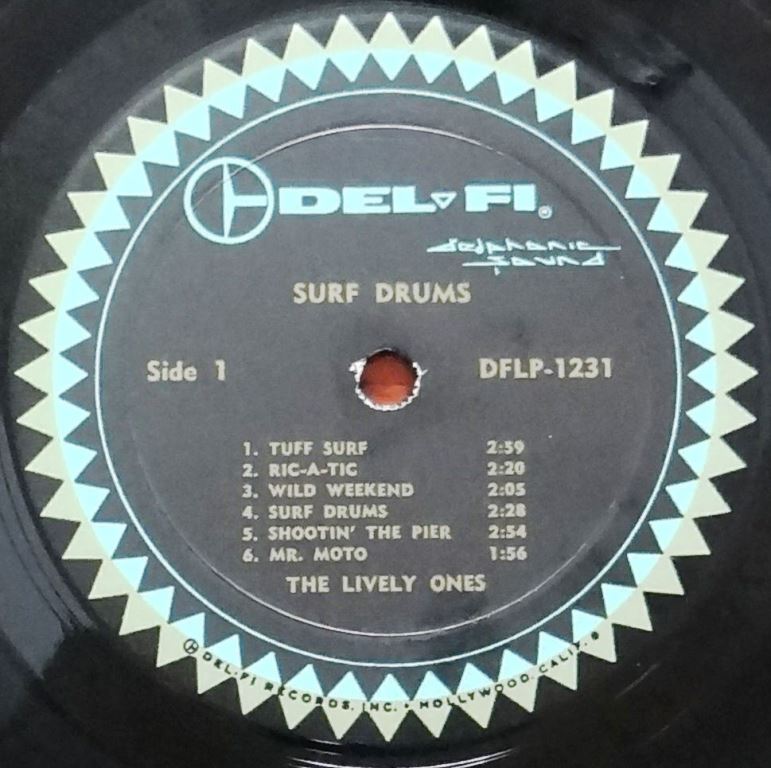 DEL-FI ®
delphonic
sound
SURF DRUMS
Side 1
DFLP-1231
1. TUFF SURF 2:59
2. RIC-A-TIC 2:20
3. WILD WEEKEND 2:05
4. SURF DRUMS 2:28
5. SHOOTIN' THE PIER 2:54
6. MR. MOTO 1:56
THE LIVELY ONES
DEL-FI RECORDS, INC. • HOLLYWOOD, CALIF.